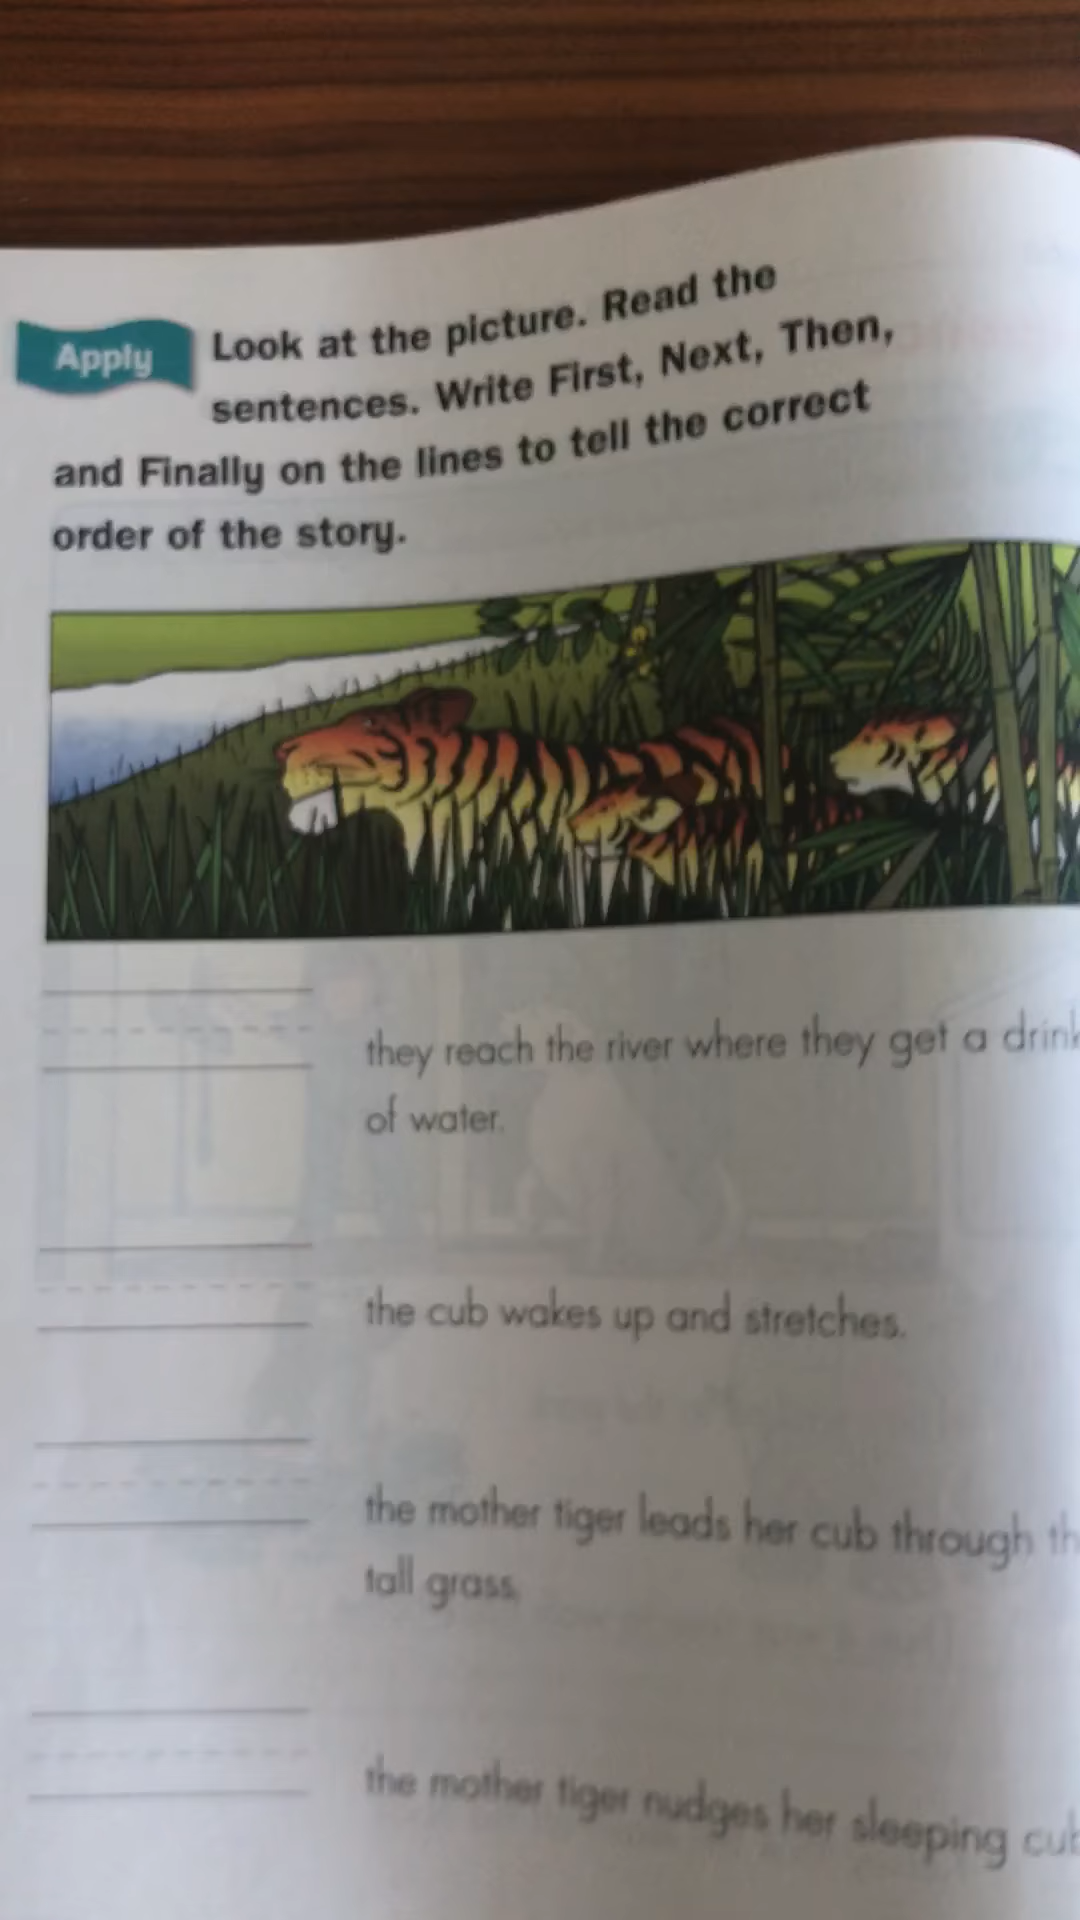 Apply
Look at the picture. Read the
sentences. Write First, Next, Then,
and Finally on the lines to tell the correct
order of the story.
they reach the river where they get a drink
of water.
the cub wakes up and stretches.
the mother tiger leads her cub through
tall grass.
the mother tiger nudges her sleeping